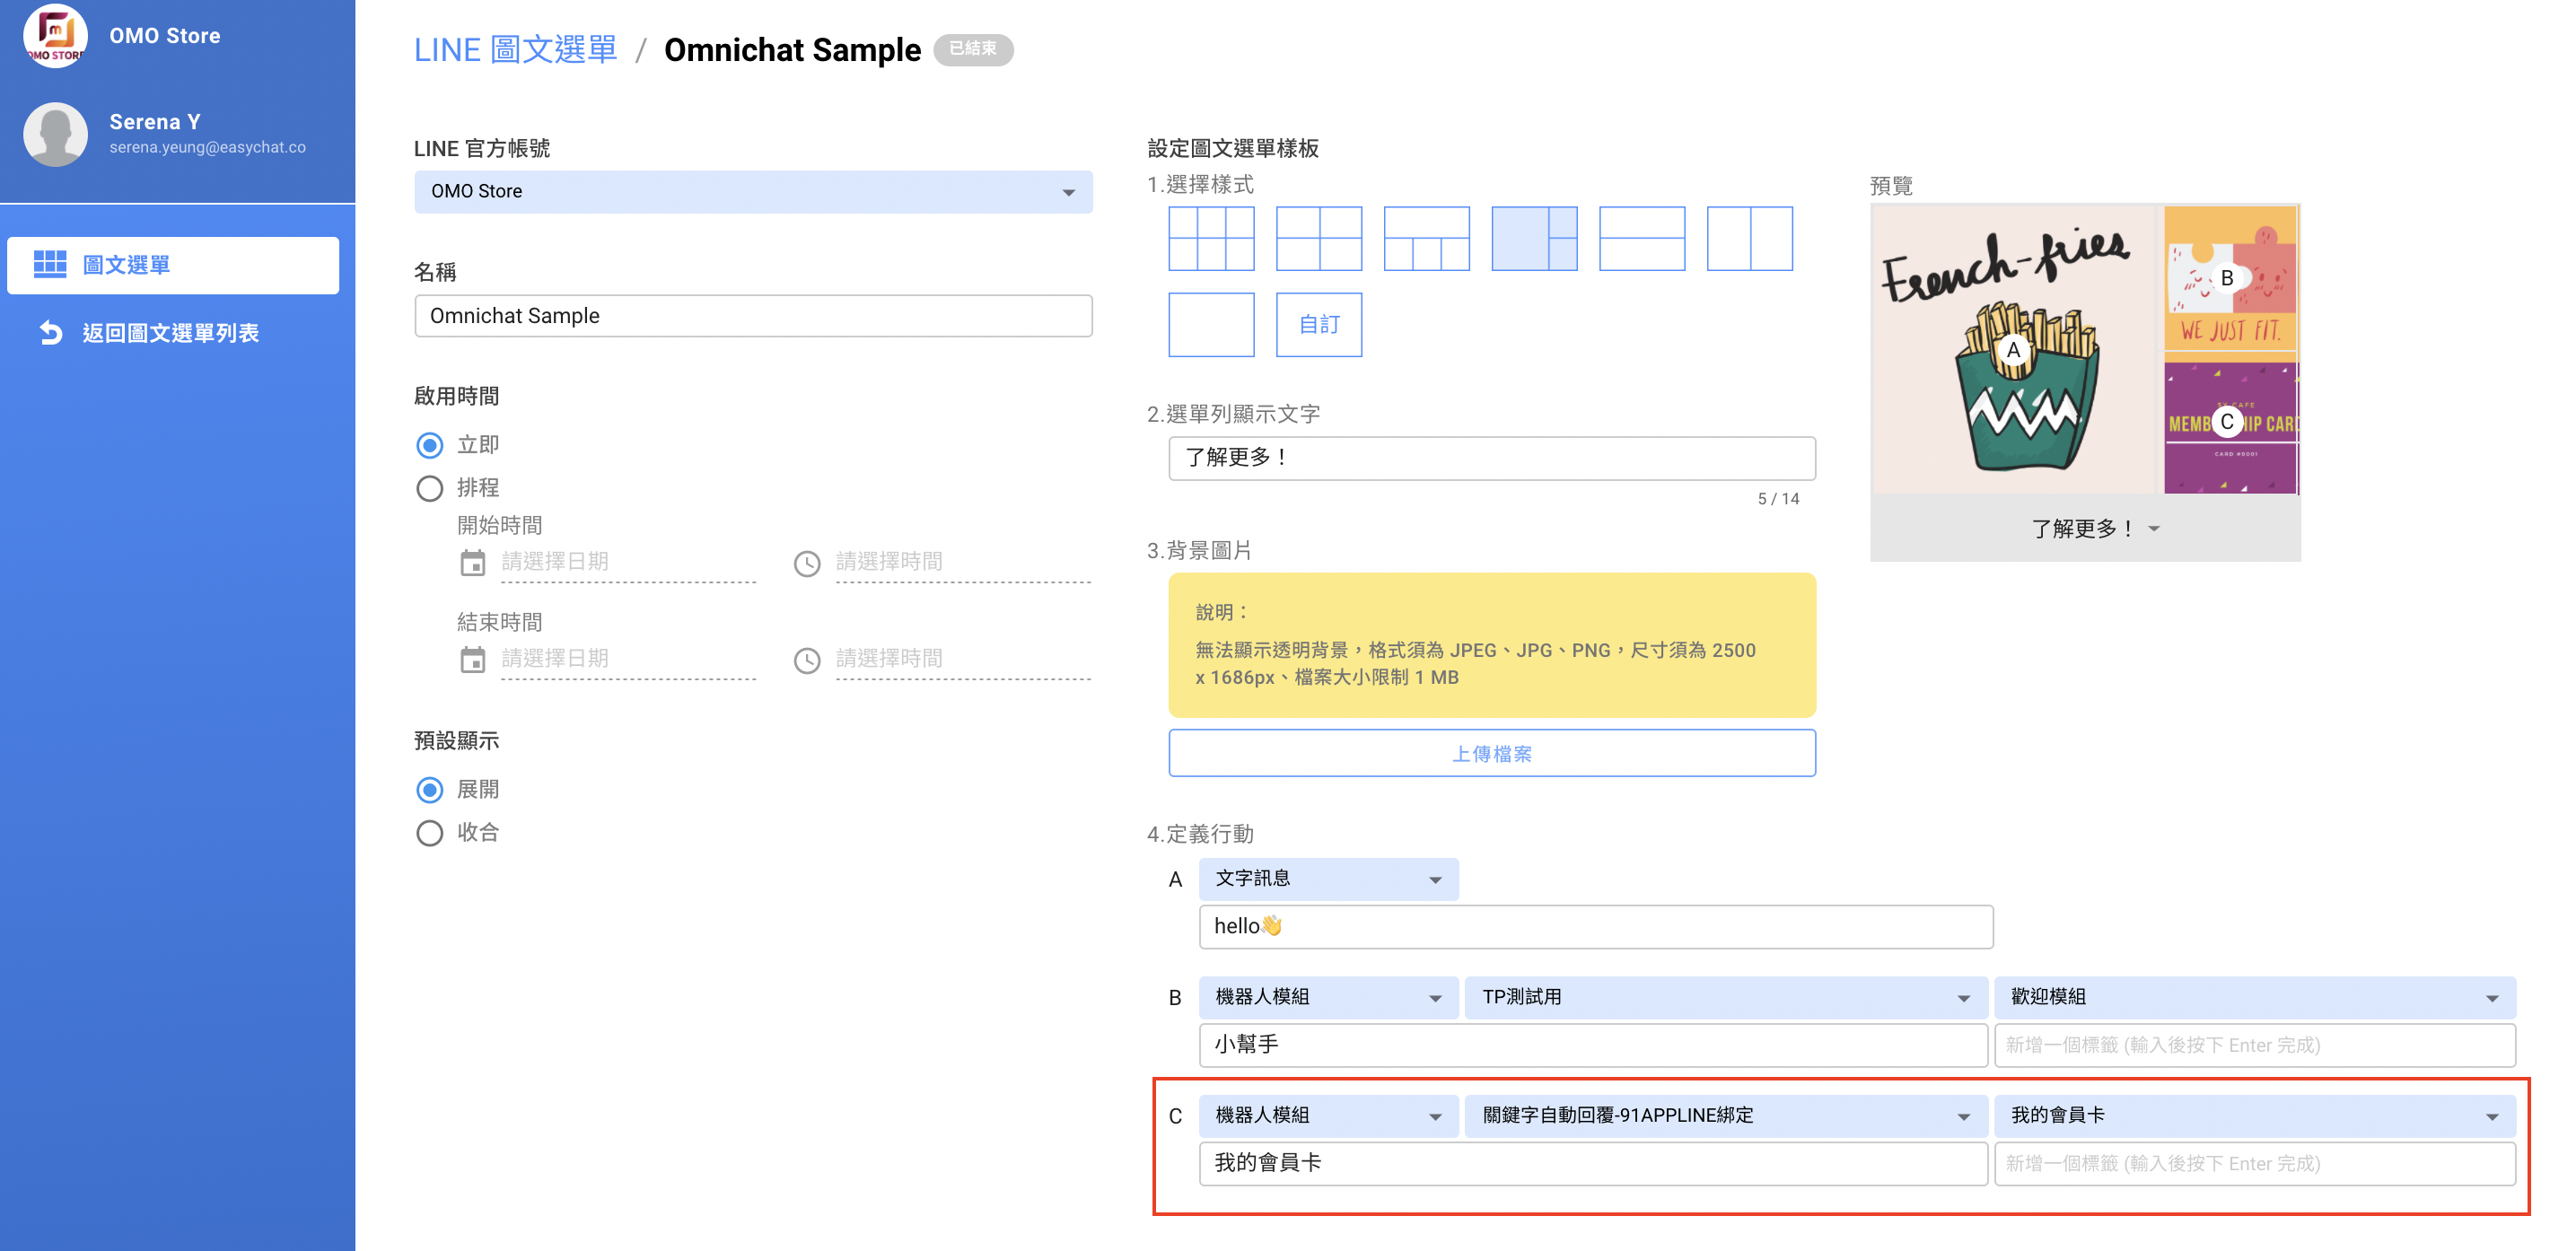 OMO STORE
OMO Store
Serena Y
serena.yeung@easychat.co
圖文選單
返回圖文選單列表
LINE 圖文選單 / Omnichat Sample 已結束
LINE 官方帳號
OMO Store
名稱
Omnichat Sample
啟用時間
立即
排程
開始時間
請選擇日期 請選擇時間
結束時間
請選擇日期 請選擇時間
預設顯示
展開
收合
設定圖文選單樣板
1.選擇樣式
自訂
2.選單列顯示文字
了解更多！
5 / 14
3.背景圖片
說明：
無法顯示透明背景，格式須為 JPEG、JPG、PNG，尺寸須為 2500
x 1686px、檔案大小限制 1 MB
上傳檔案
4.定義行動
A 文字訊息
hello👋
B 機器人模組 TP測試用 歡迎模組
小幫手 新增一個標籤 (輸入後按下 Enter 完成)
C 機器人模組 關鍵字自動回覆-91APPLINE綁定 我的會員卡
我的會員卡 新增一個標籤 (輸入後按下 Enter 完成)
預覽
French-fries
A
B
WE JUST FIT.
C
CARD #0001
了解更多！